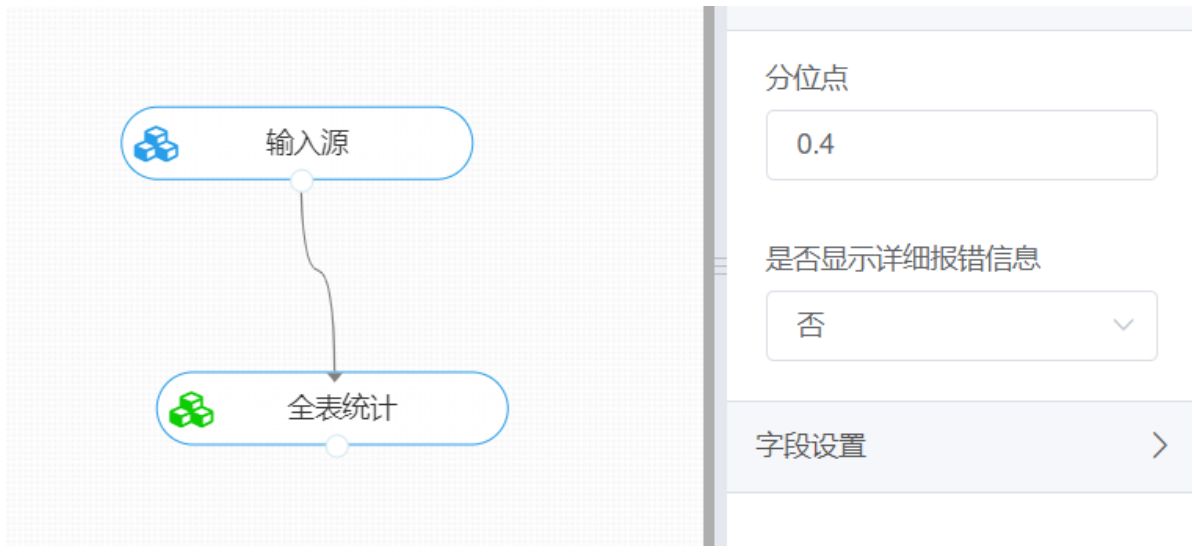 输入源
全表统计
分位点
0.4
是否显示详细报错信息
否
字段设置